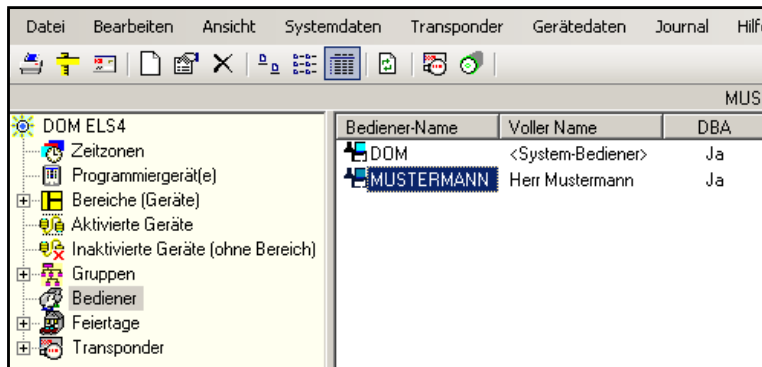 Datei Bearbeiten Ansicht Systemdaten Transponder Gerätedaten Journal Hilfe
MUS
DOM ELS4
Zeitzonen
Programmiergerät(e)
Bereiche (Geräte)
Aktivierte Geräte
Inaktivierte Geräte (ohne Bereich)
Gruppen
Bediener
Feiertage
Transponder
Bediener-Name Voller Name DBA
DOM <System-Bediener> Ja
MUSTERMANN Herr Mustermann Ja